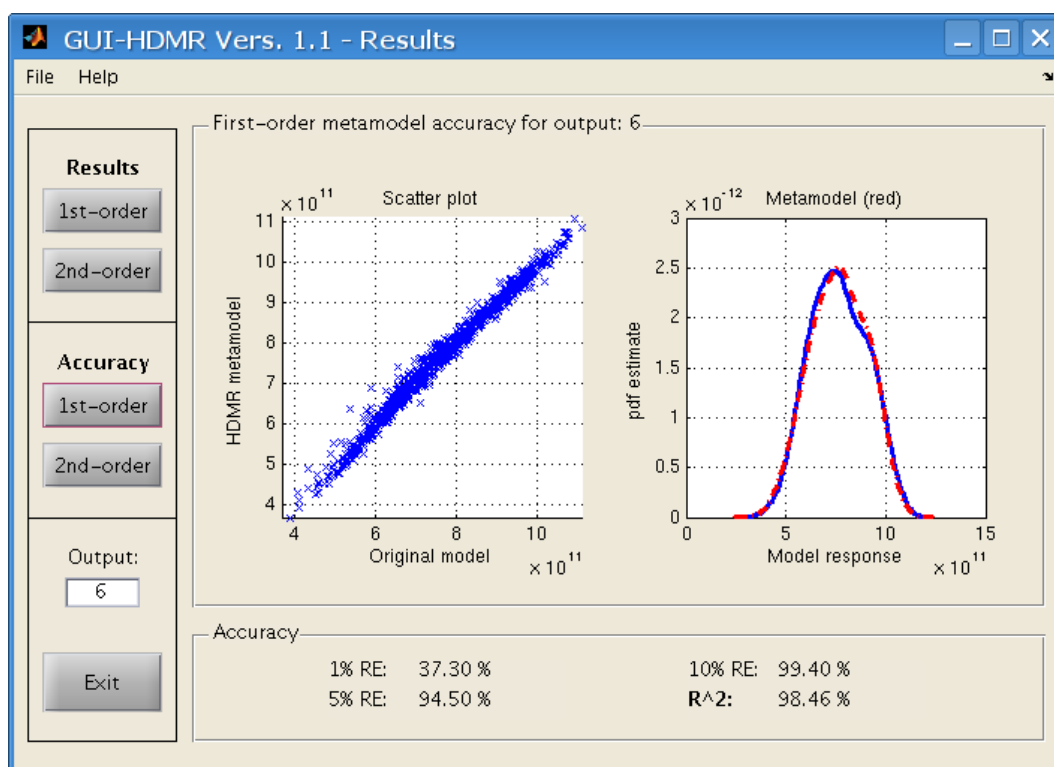 GUI-HDMR Vers. 1.1 - Results
File Help
Results
1st-order
2nd-order
Accuracy
1st-order
2nd-order
Output:
6
Exit
First-order metamodel accuracy for output: 6
× 10^11
Scatter plot
11
10
9
8
7
6
5
4
HDMR metamodel
4 6 8 10
Original model
× 10^11
× 10^-12
Metamodel (red)
3
2.5
2
1.5
1
0.5
0
pdf estimate
0 5 10 15
Model response
× 10^11
Accuracy
1% RE: 37.30 % 10% RE: 99.40 %
5% RE: 94.50 % R^2: 98.46 %